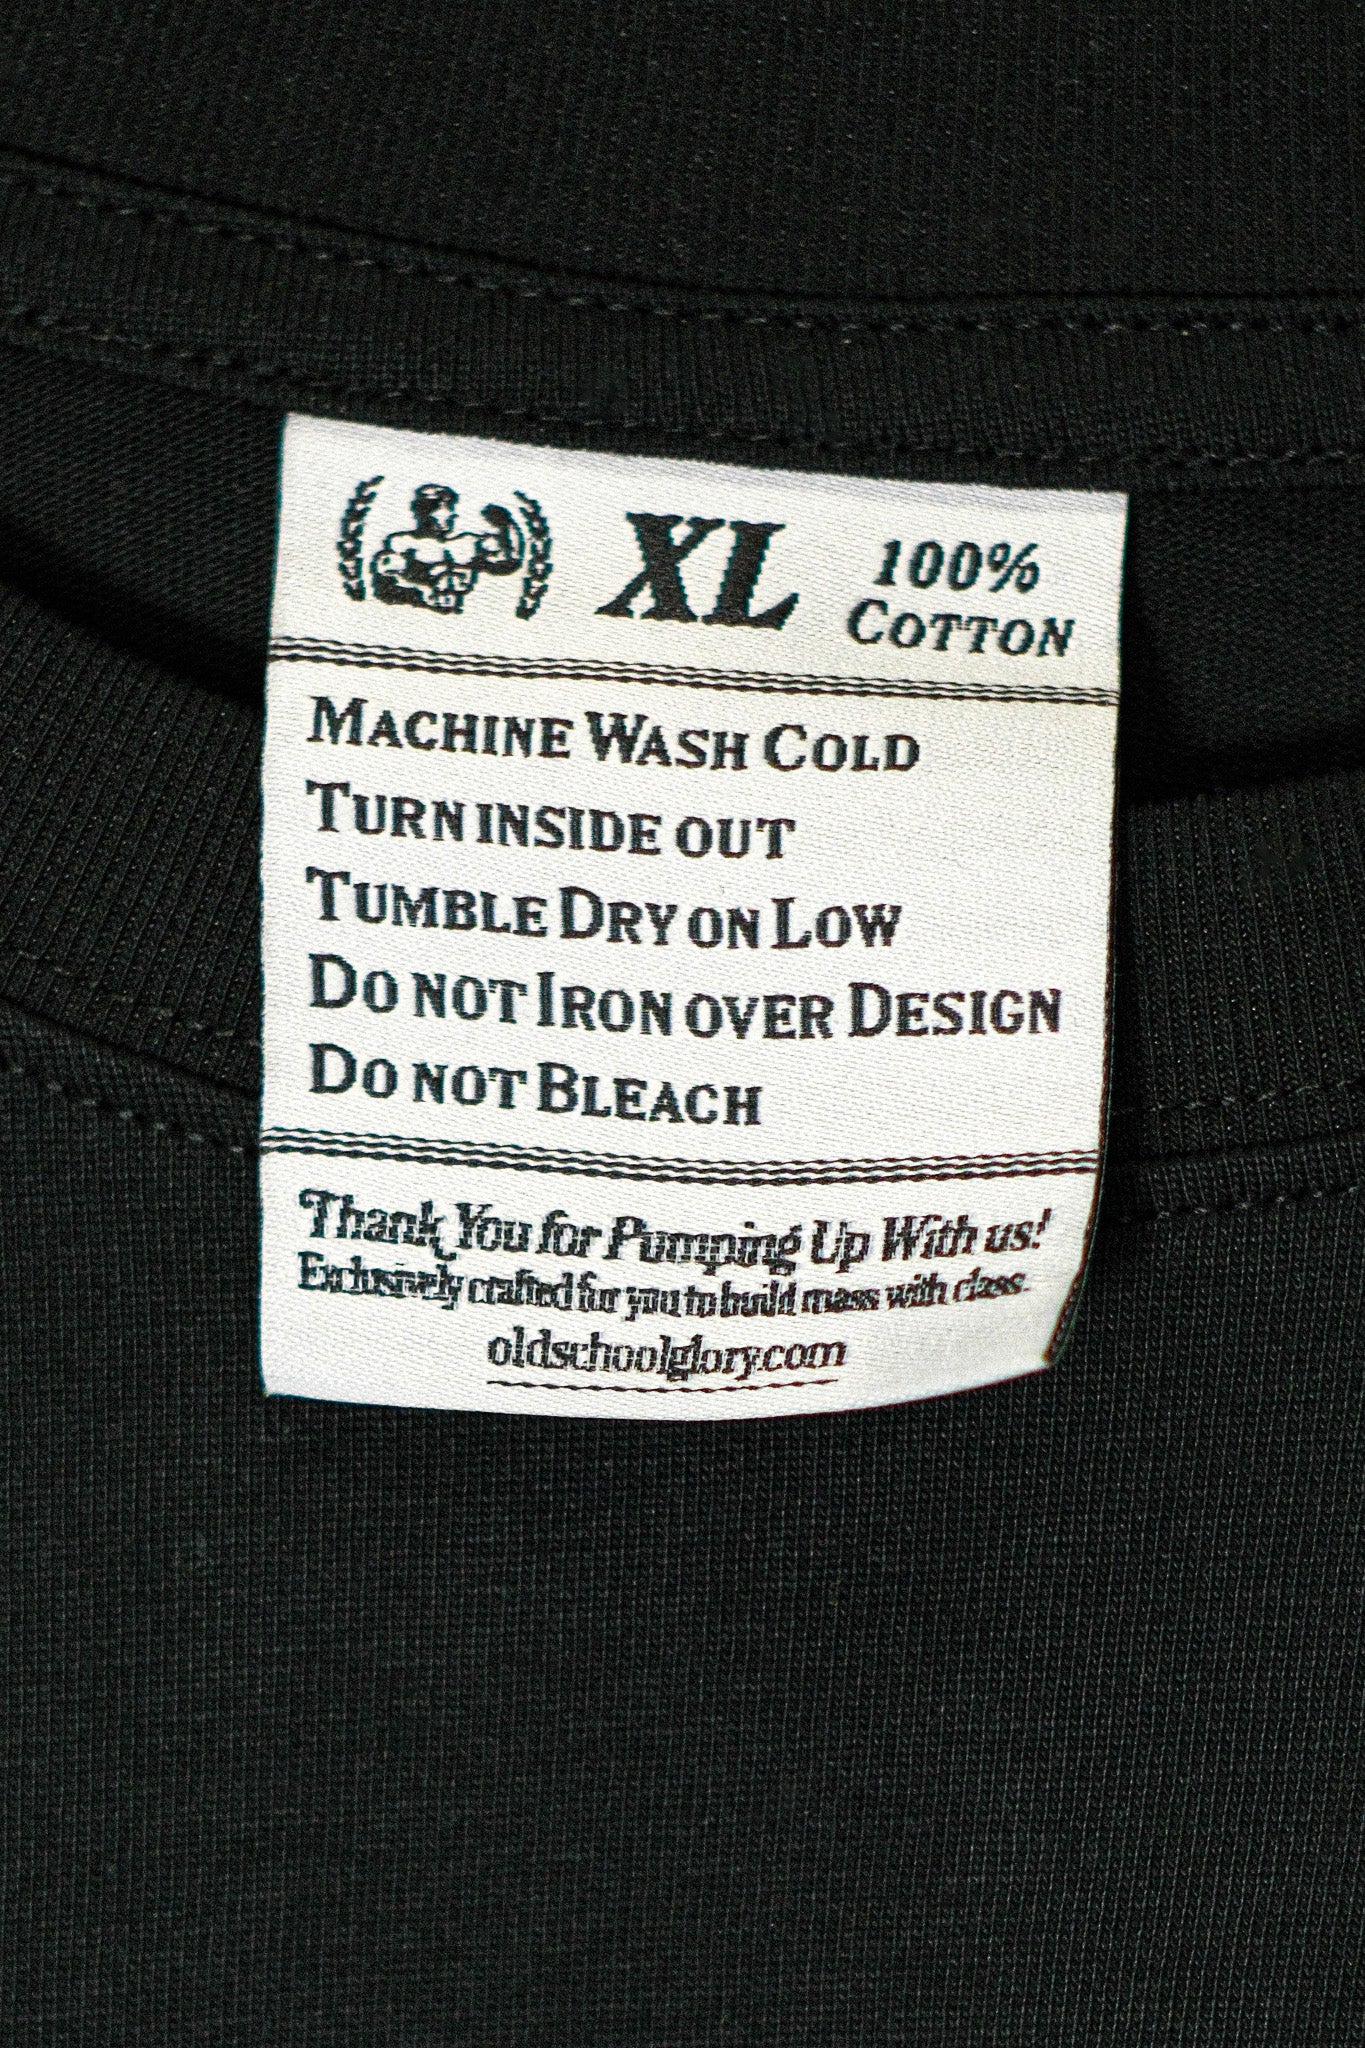 XL
100%
COTTON
MACHINE WASH COLD
TURN INSIDE OUT
TUMBLE DRY ON LOW
DO NOT IRON OVER DESIGN
DO NOT BLEACH
Thank You for Pumping Up With us!
Exclusively crafted for you to build mass with class.
oldschoolglory.com